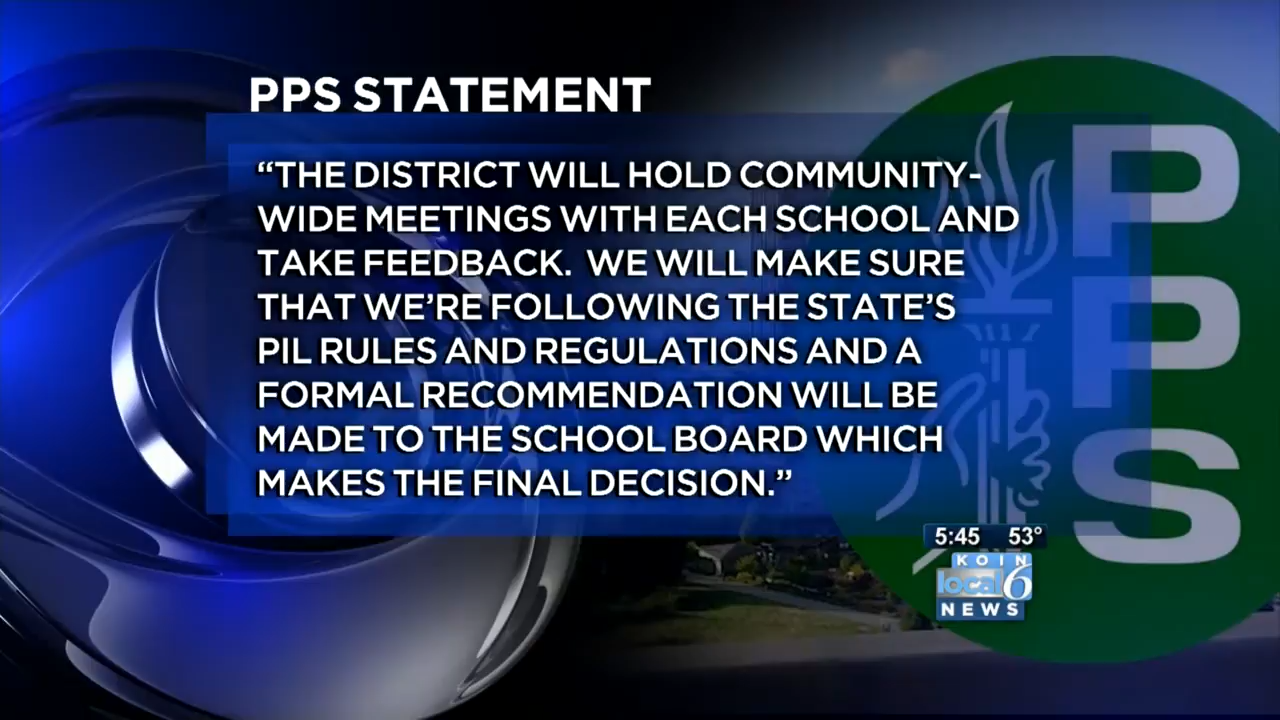 PPS STATEMENT
“THE DISTRICT WILL HOLD COMMUNITY-
WIDE MEETINGS WITH EACH SCHOOL AND
TAKE FEEDBACK. WE WILL MAKE SURE
THAT WE’RE FOLLOWING THE STATE’S
PIL RULES AND REGULATIONS AND A
FORMAL RECOMMENDATION WILL BE
MADE TO THE SCHOOL BOARD WHICH
MAKES THE FINAL DECISION.”
P
P
S
5:45 53°
KOIN
local 6
NEWS